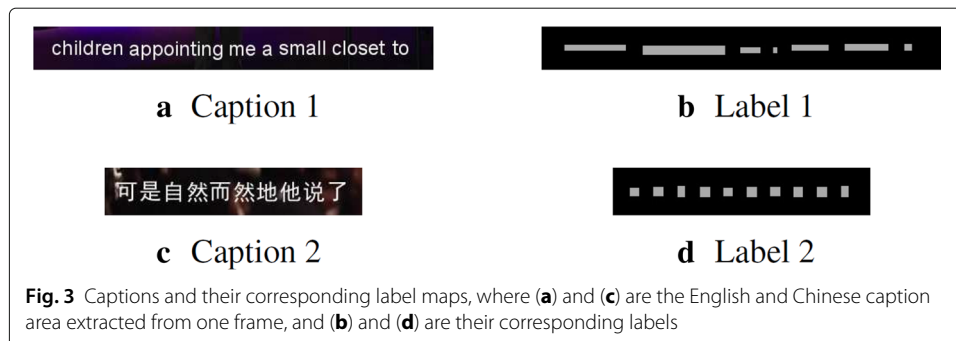 children appointing me a small closet to
a Caption 1
b Label 1
可是自然而然地他说了
c Caption 2
d Label 2
Fig. 3 Captions and their corresponding label maps, where (a) and (c) are the English and Chinese caption
area extracted from one frame, and (b) and (d) are their corresponding labels